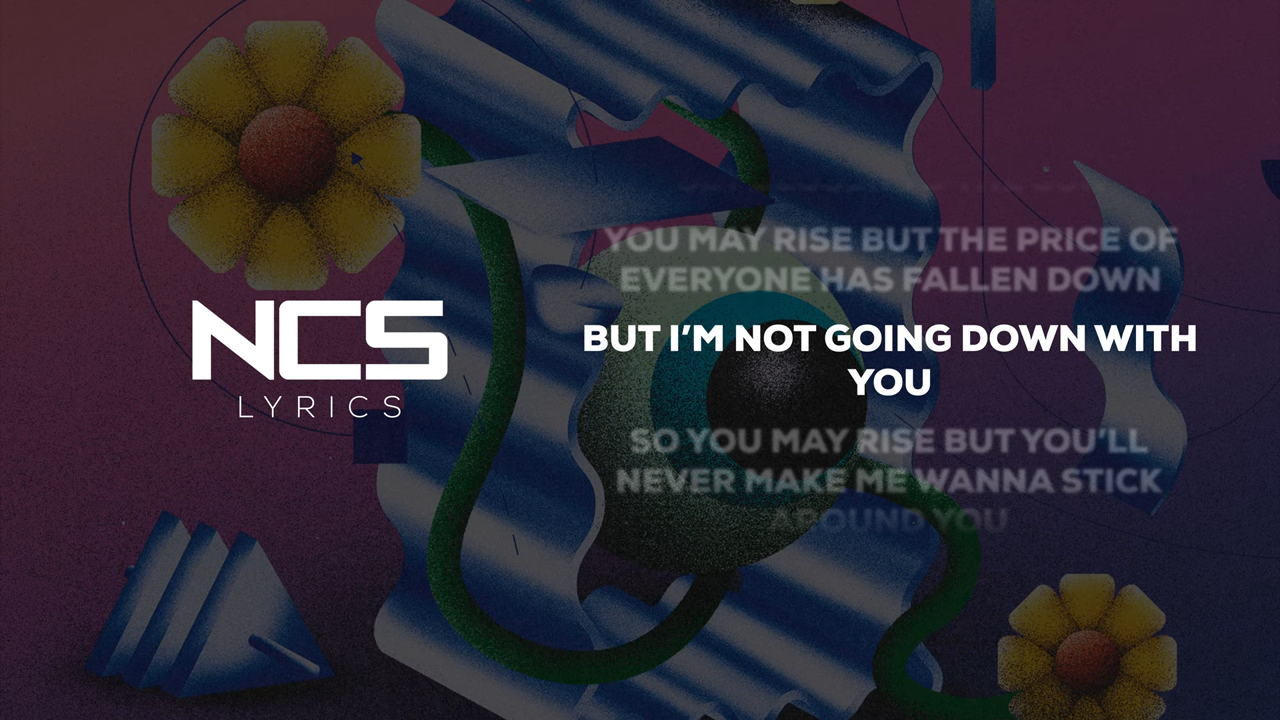 NCS
LYRICS
YOU MAY RISE BUT THE PRICE OF
EVERYONE HAS FALLEN DOWN
BUT I'M NOT GOING DOWN WITH
YOU
SO YOU MAY RISE BUT YOU'LL
NEVER MAKE ME WANNA STICK
AROUND YOU